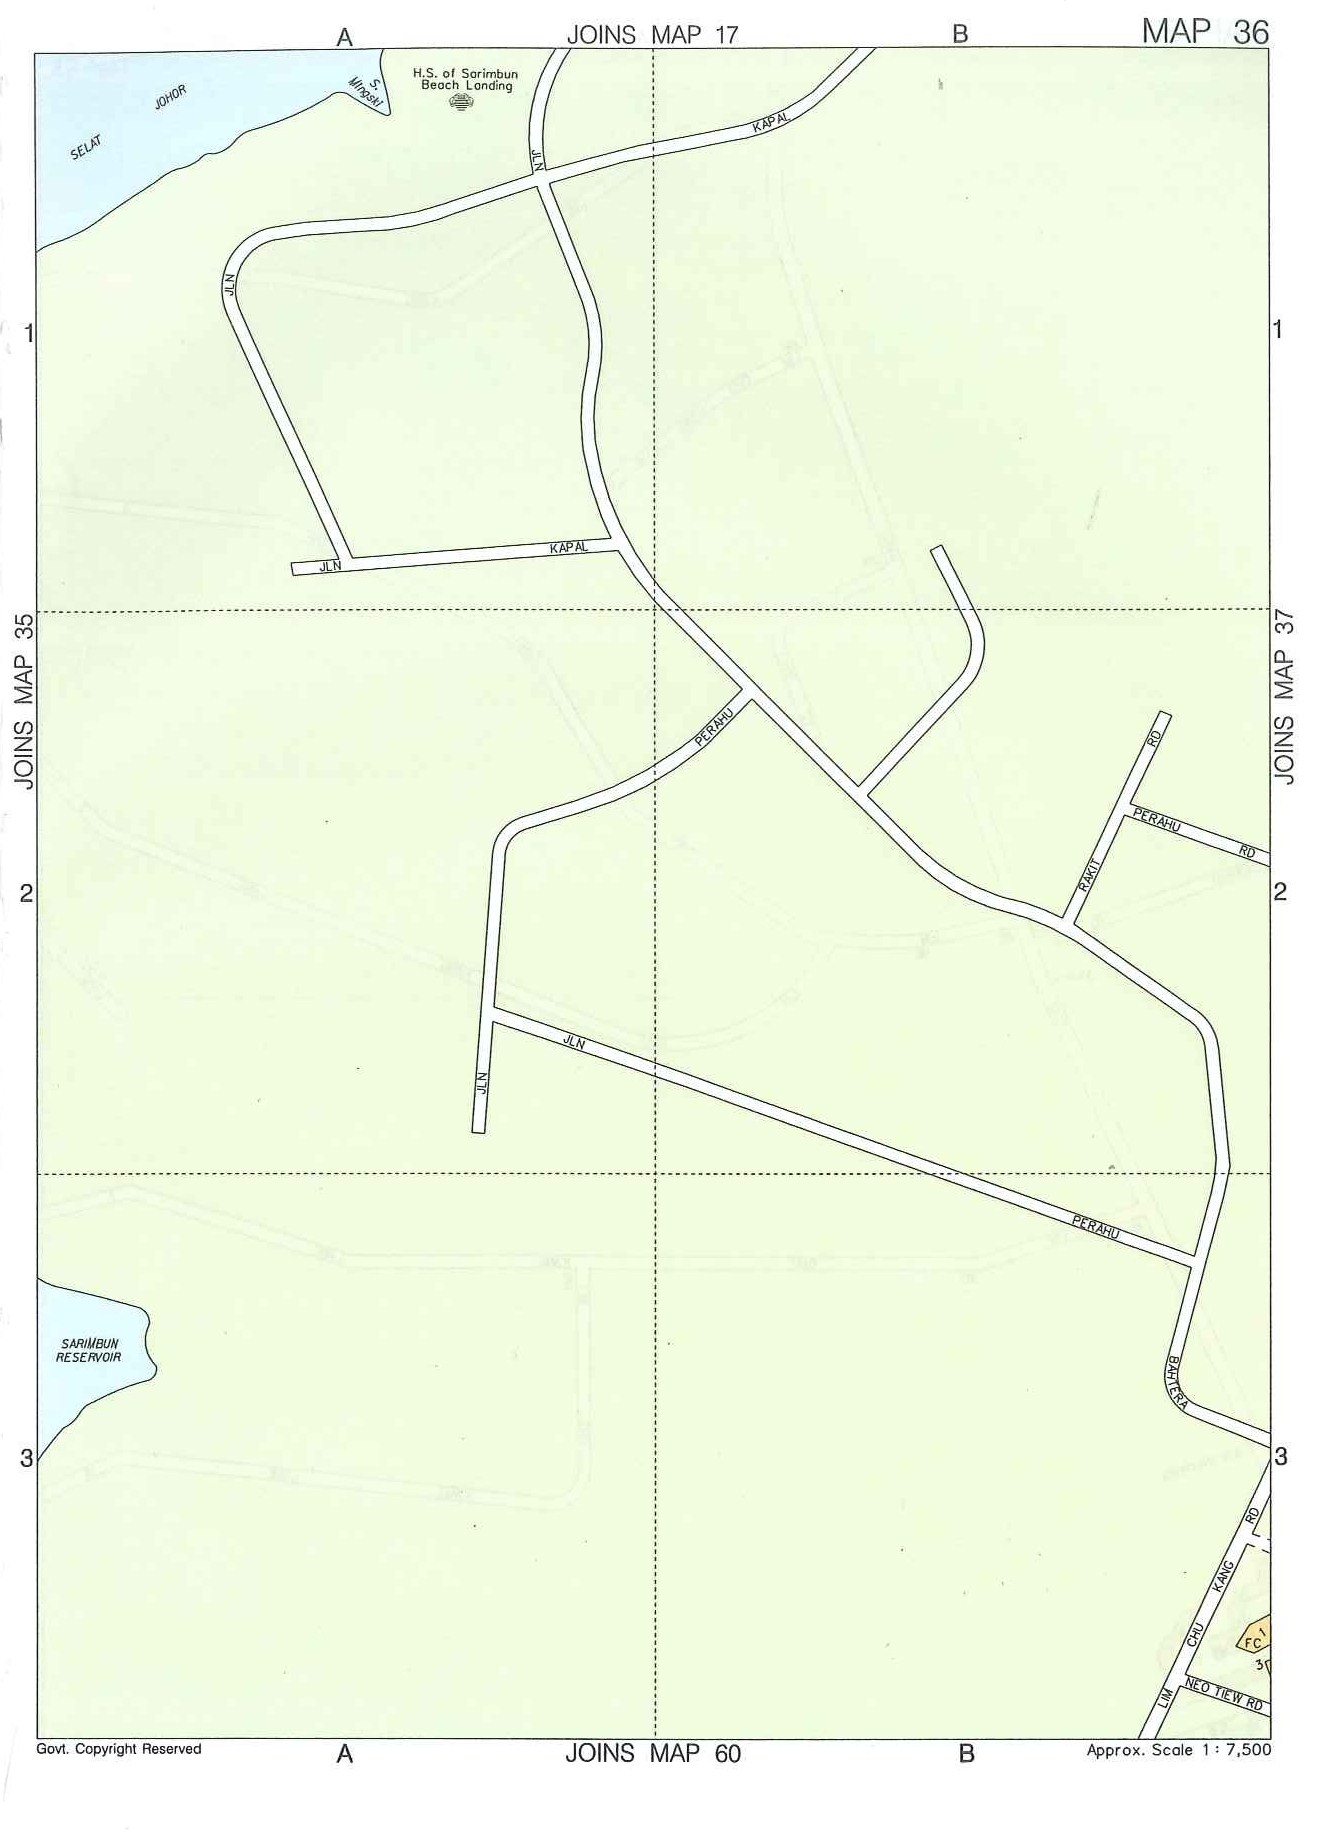 A
JOINS MAP 17
B
MAP 36
SELAT JOHOR
S. Mingski
H.S. of Sarimbun
Beach Landing
KAPAL
JLN
JLN
1
1
KAPAL
JLN
JOINS MAP 35
JOINS MAP 37
PERAHU
RD
PERAHU
RD
RAKIT
2
2
JLN
JLN
PERAHU
SARIMBUN
RESERVOIR
BAHTERA
3
3
RD
KANG
CHU
LIM
1
FC
3
NEO TIEW RD
Govt. Copyright Reserved
A
JOINS MAP 60
B
Approx. Scale 1 : 7,500